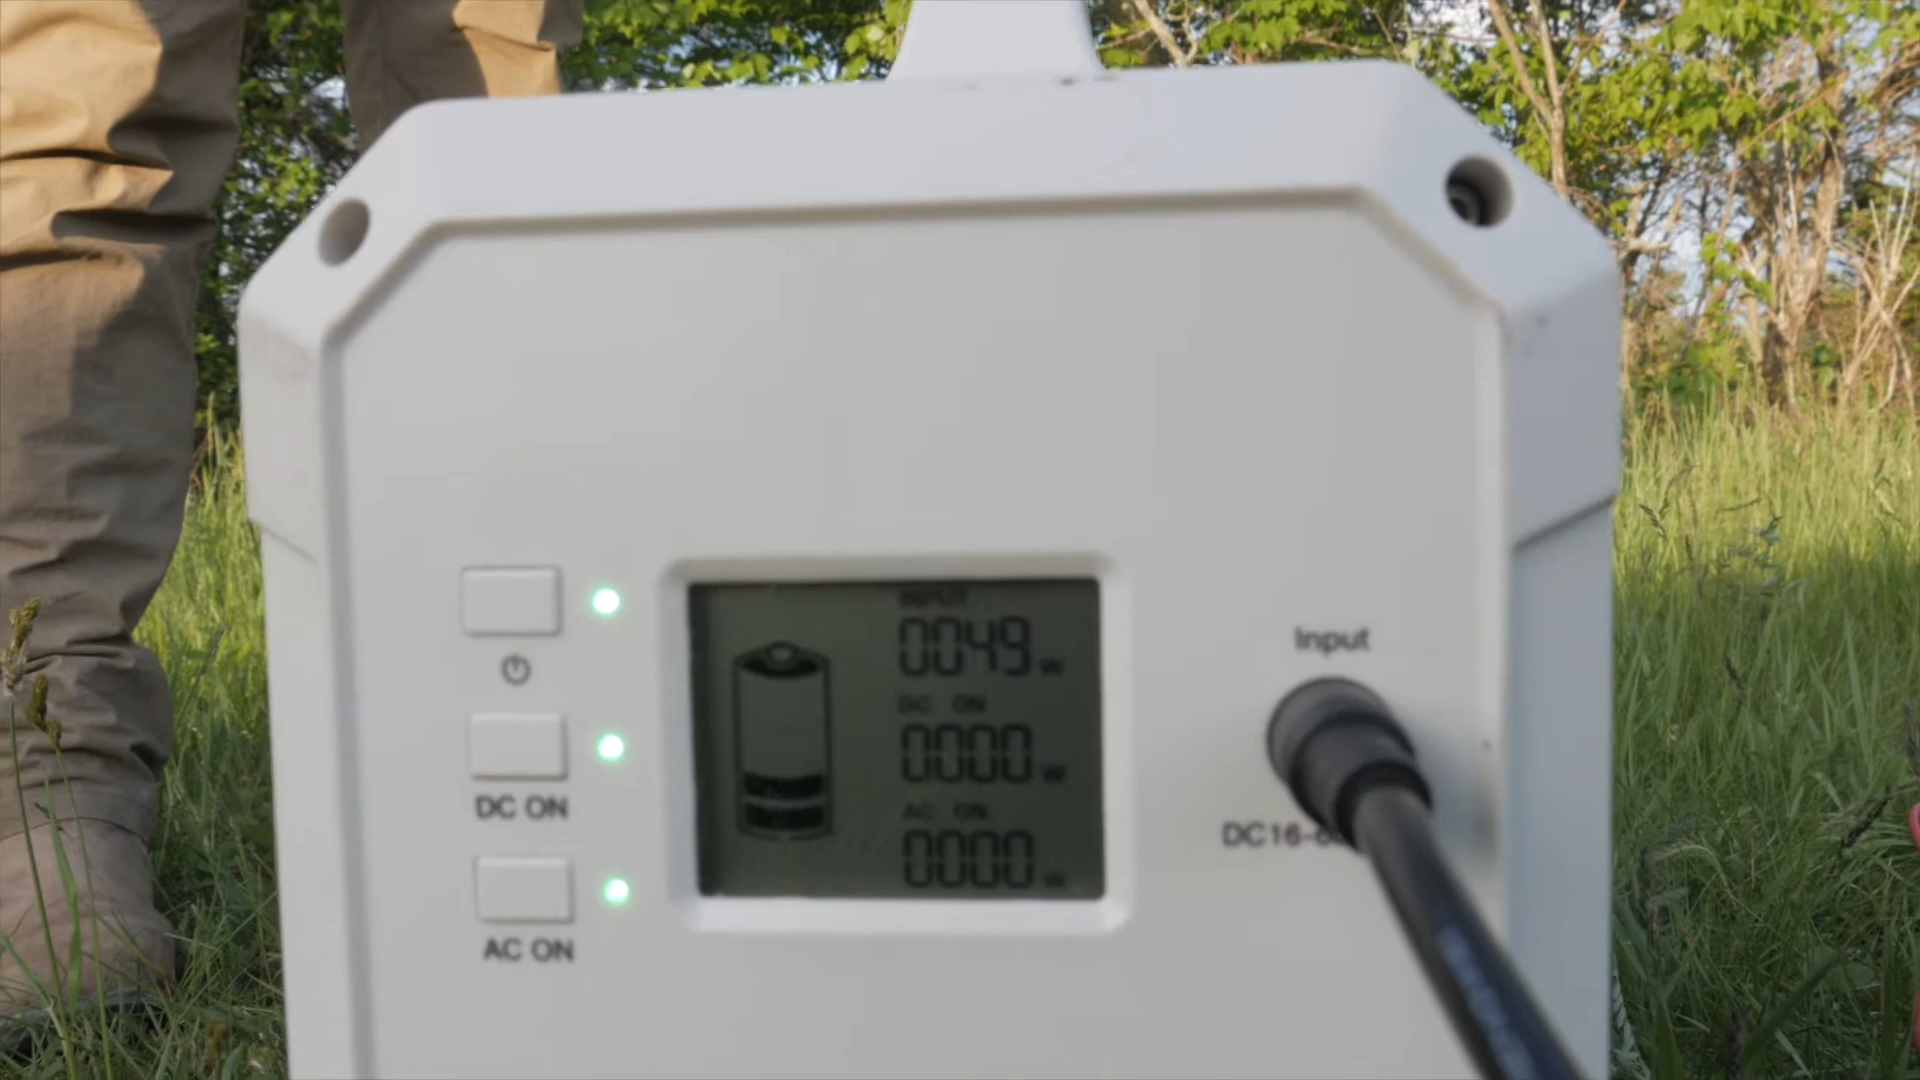 INPUT
0049 W
DC ON
0000 W
AC ON
0000 W
DC ON
AC ON
Input